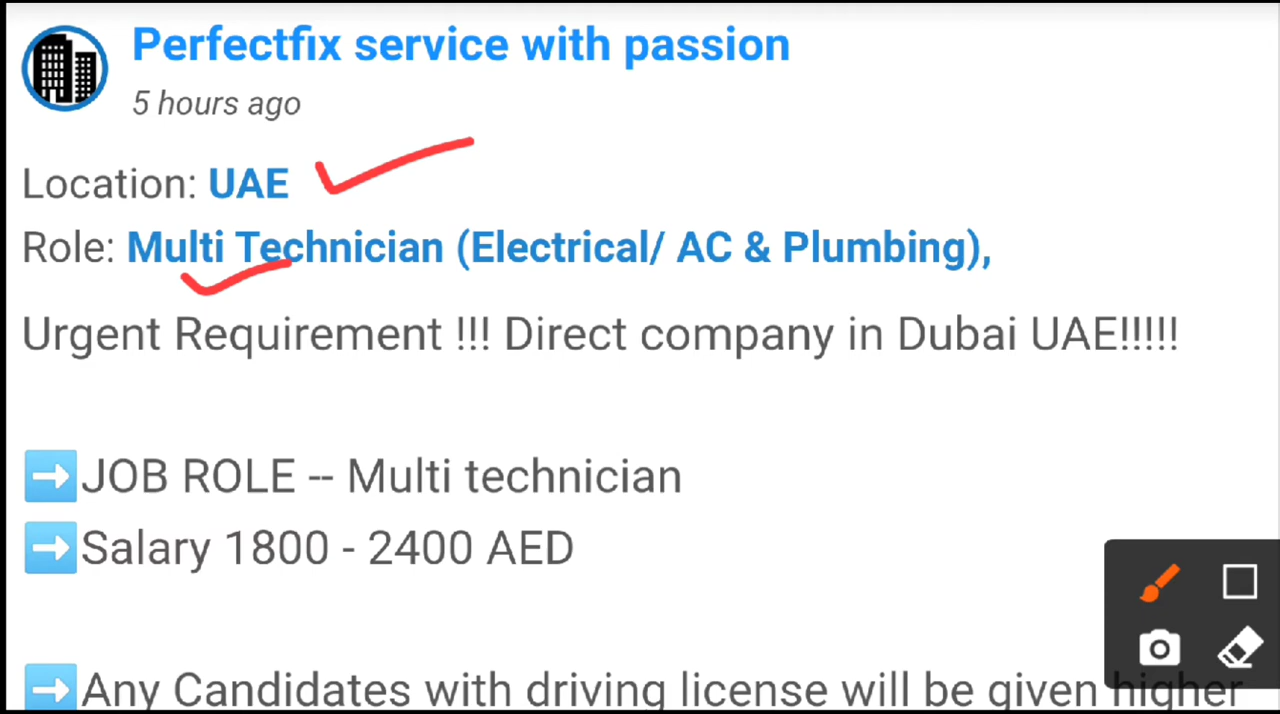 Perfectfix service with passion
5 hours ago
Location: UAE
Role: Multi Technician (Electrical/ AC & Plumbing),
Urgent Requirement !!! Direct company in Dubai UAE!!!!!
➡JOB ROLE -- Multi technician
➡Salary 1800 - 2400 AED
➡Any Candidates with driving license will be given higher